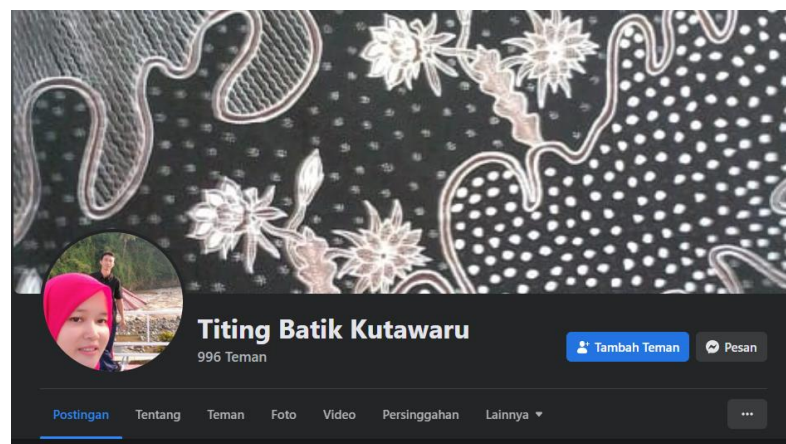 Titing Batik Kutawaru
996 Teman
Tambah Teman
Pesan
Postingan Tentang Teman Foto Video Persinggahan Lainnya